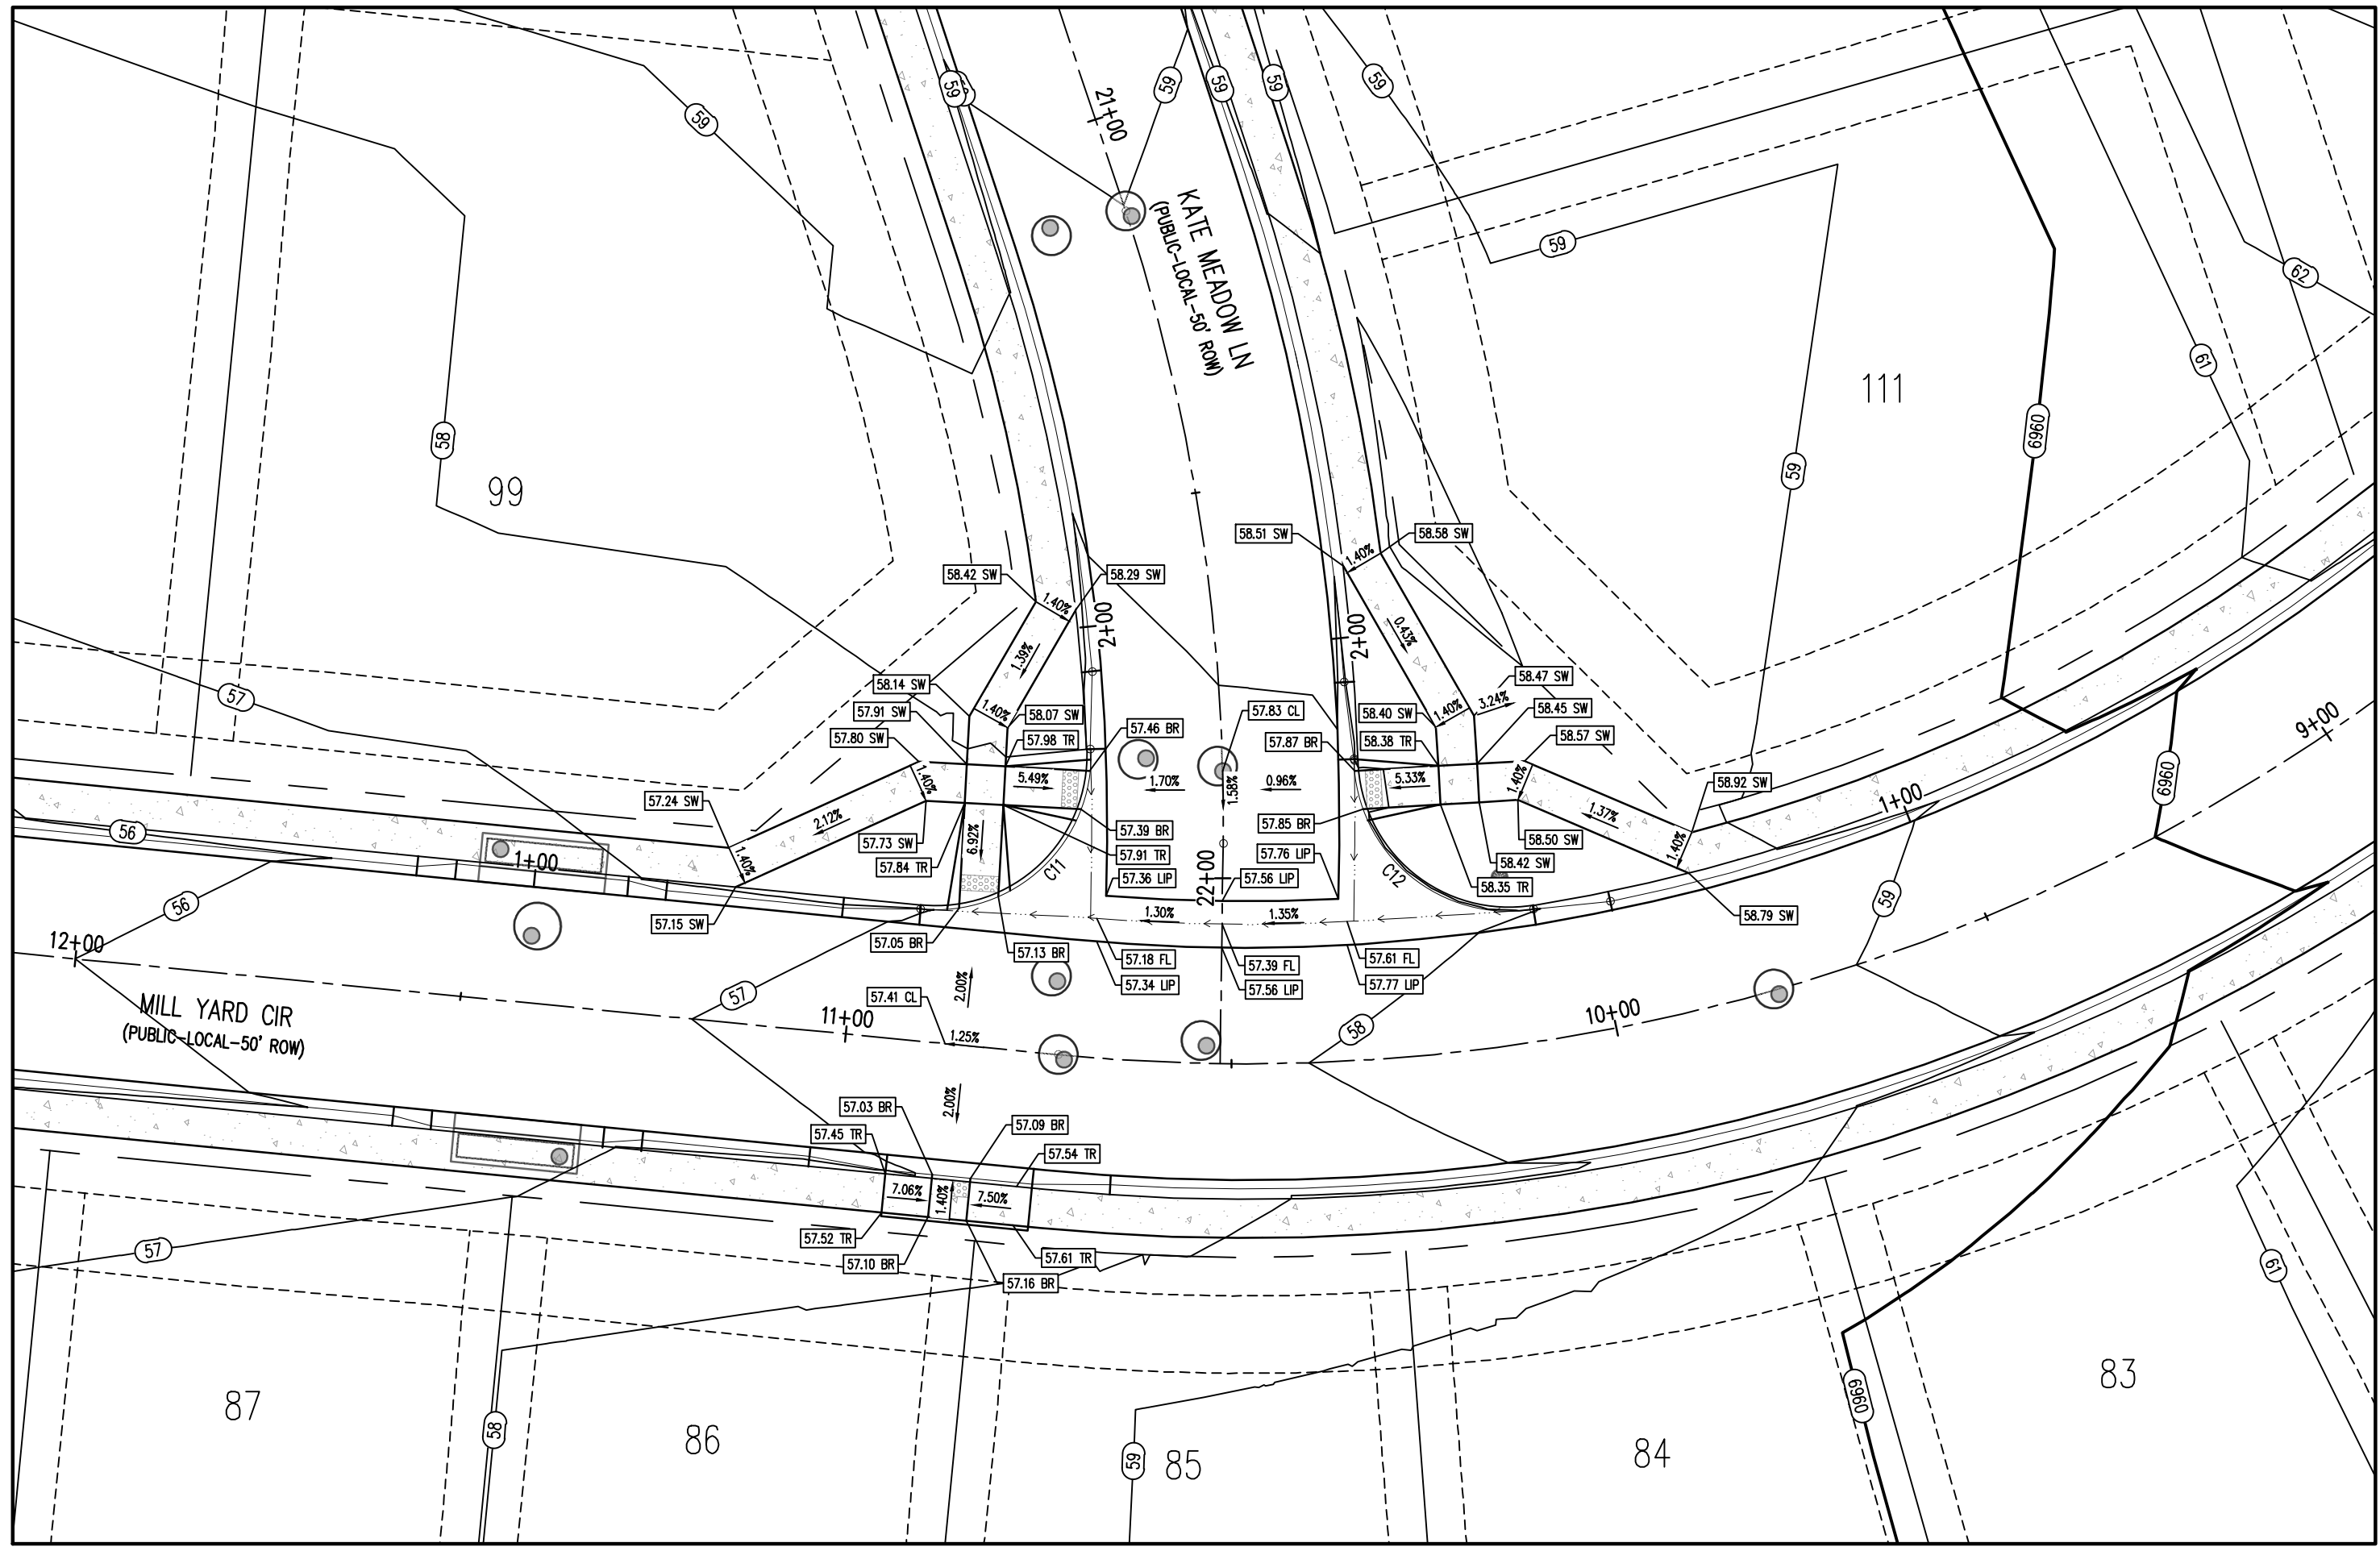 59
59
59
59
59
59
21+00
KATE MEADOW LN
(PUBLIC-LOCAL-50' ROW)
59
62
61
111
6960
59
58
99
58.51 SW
58.58 SW
1.40%
58.42 SW
58.29 SW
1.40%
2+00
2+00
0.43%
1.39%
58.14 SW
58.47 SW
57
3.24%
57.91 SW
1.40%
58.07 SW
57.83 CL
58.40 SW
1.40%
58.45 SW
9+00
57.80 SW
57.98 TR
57.46 BR
57.87 BR
58.38 TR
58.57 SW
6960
1.40%
5.49%
1.70%
1.58%
0.96%
5.33%
1.40%
58.92 SW
57.24 SW
2.12%
1.37%
1+00
56
57.73 SW
6.92%
57.39 BR
57.85 BR
58.50 SW
1.40%
57.84 TR
57.91 TR
57.76 LIP
58.42 SW
1.40%
1+00
C11
57.36 LIP
22+00
57.56 LIP
C12
58.35 TR
59
56
57.15 SW
1.30%
1.35%
58.79 SW
12+00
57.05 BR
57.13 BR
57.18 FL
57.39 FL
57.61 FL
57.34 LIP
57.56 LIP
57.77 LIP
2.00%
57
57.41 CL
MILL YARD CIR
(PUBLIC-LOCAL-50' ROW)
11+00
1.25%
58
10+00
2.00%
57.03 BR
57.09 BR
57.45 TR
57.54 TR
7.06%
1.40%
7.50%
57.52 TR
57
57.10 BR
57.61 TR
57.16 BR
61
6960
83
87
58
86
59
85
84